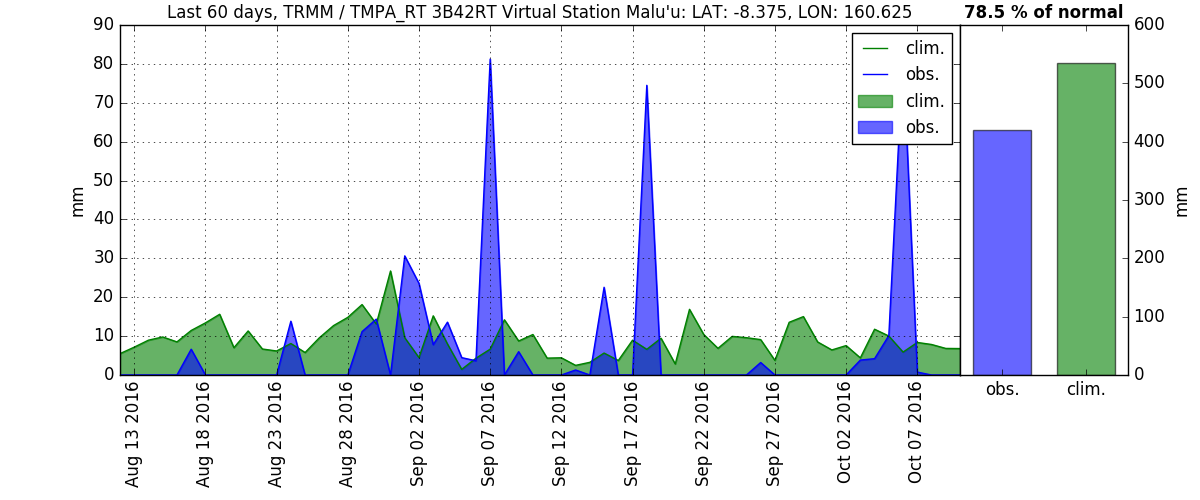 Last 60 days, TRMM / TMPA_RT 3B42RT Virtual Station Malu'u: LAT: -8.375, LON: 160.625
78.5 % of normal
90
80
70
60
50
40
30
20
10
0
mm
clim.
obs.
clim.
obs.
600
500
400
300
200
100
0
mm
Aug 13 2016
Aug 18 2016
Aug 23 2016
Aug 28 2016
Sep 02 2016
Sep 07 2016
Sep 12 2016
Sep 17 2016
Sep 22 2016
Sep 27 2016
Oct 02 2016
Oct 07 2016
obs.
clim.